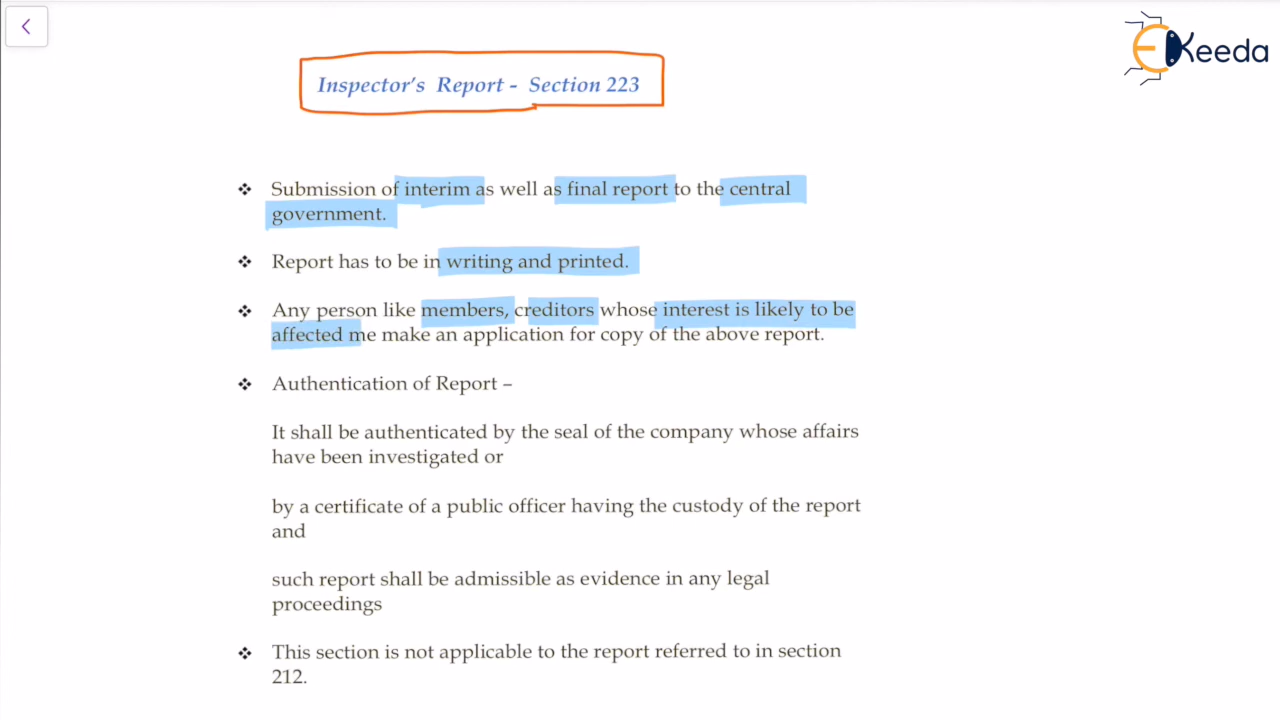 EKeeda
Inspector's Report - Section 223
❖ Submission of interim as well as final report to the central
government.
❖ Report has to be in writing and printed.
❖ Any person like members, creditors whose interest is likely to be
affected me make an application for copy of the above report.
❖ Authentication of Report –
It shall be authenticated by the seal of the company whose affairs
have been investigated or
by a certificate of a public officer having the custody of the report
and
such report shall be admissible as evidence in any legal
proceedings
❖ This section is not applicable to the report referred to in section
212.